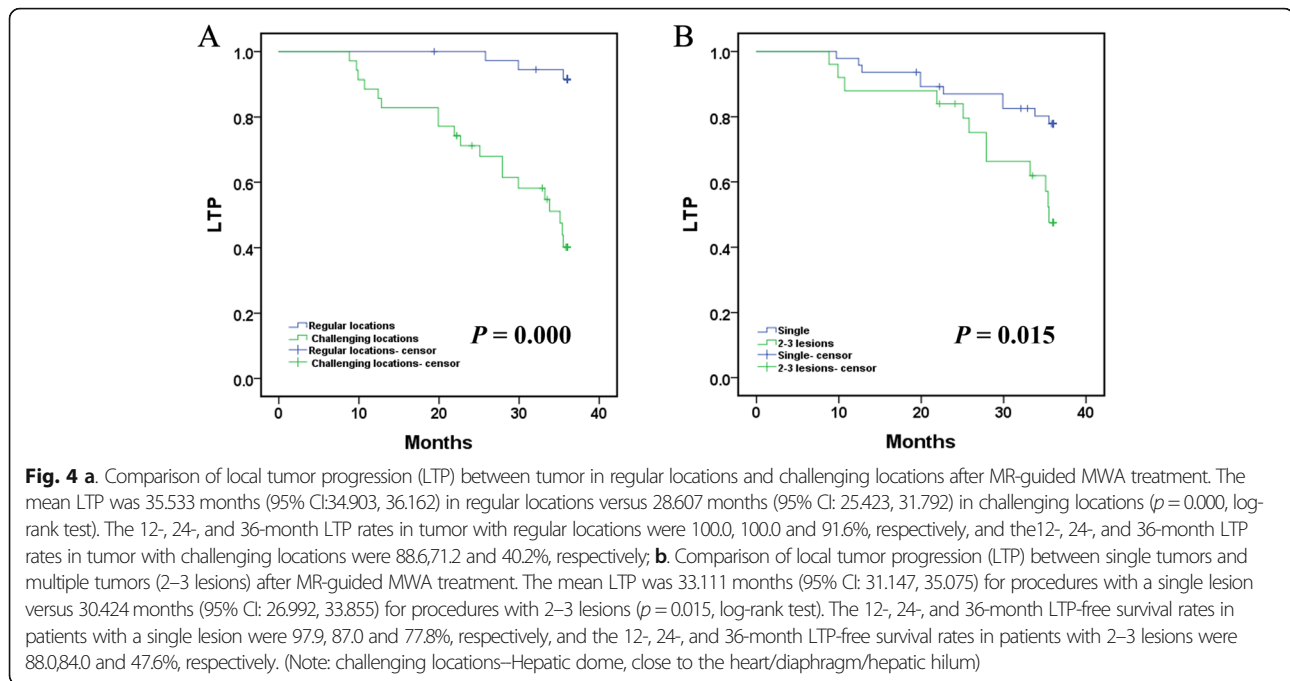 A
B
1.0
0.8
0.6
0.4
0.2
0.0
LTP
Regular locations
Challenging locations
Regular locations- censor
Challenging locations- censor
P = 0.000
0 10 20 30 40
Months
1.0
0.8
0.6
0.4
0.2
0.0
LTP
Single
2-3 lesions
Single- censor
2-3 lesions- censor
P = 0.015
0 10 20 30 40
Months
Fig. 4 a. Comparison of local tumor progression (LTP) between tumor in regular locations and challenging locations after MR-guided MWA treatment. The
mean LTP was 35.533 months (95% CI:34.903, 36.162) in regular locations versus 28.607 months (95% CI: 25.423, 31.792) in challenging locations (p = 0.000, log-
rank test). The 12-, 24-, and 36-month LTP rates in tumor with regular locations were 100.0, 100.0 and 91.6%, respectively, and the12-, 24-, and 36-month LTP
rates in tumor with challenging locations were 88.6,71.2 and 40.2%, respectively; b. Comparison of local tumor progression (LTP) between single tumors and
multiple tumors (2–3 lesions) after MR-guided MWA treatment. The mean LTP was 33.111 months (95% CI: 31.147, 35.075) for procedures with a single lesion
versus 30.424 months (95% CI: 26.992, 33.855) for procedures with 2–3 lesions (p = 0.015, log-rank test). The 12-, 24-, and 36-month LTP-free survival rates in
patients with a single lesion were 97.9, 87.0 and 77.8%, respectively, and the 12-, 24-, and 36-month LTP-free survival rates in patients with 2–3 lesions were
88.0,84.0 and 47.6%, respectively. (Note: challenging locations–Hepatic dome, close to the heart/diaphragm/hepatic hilum)